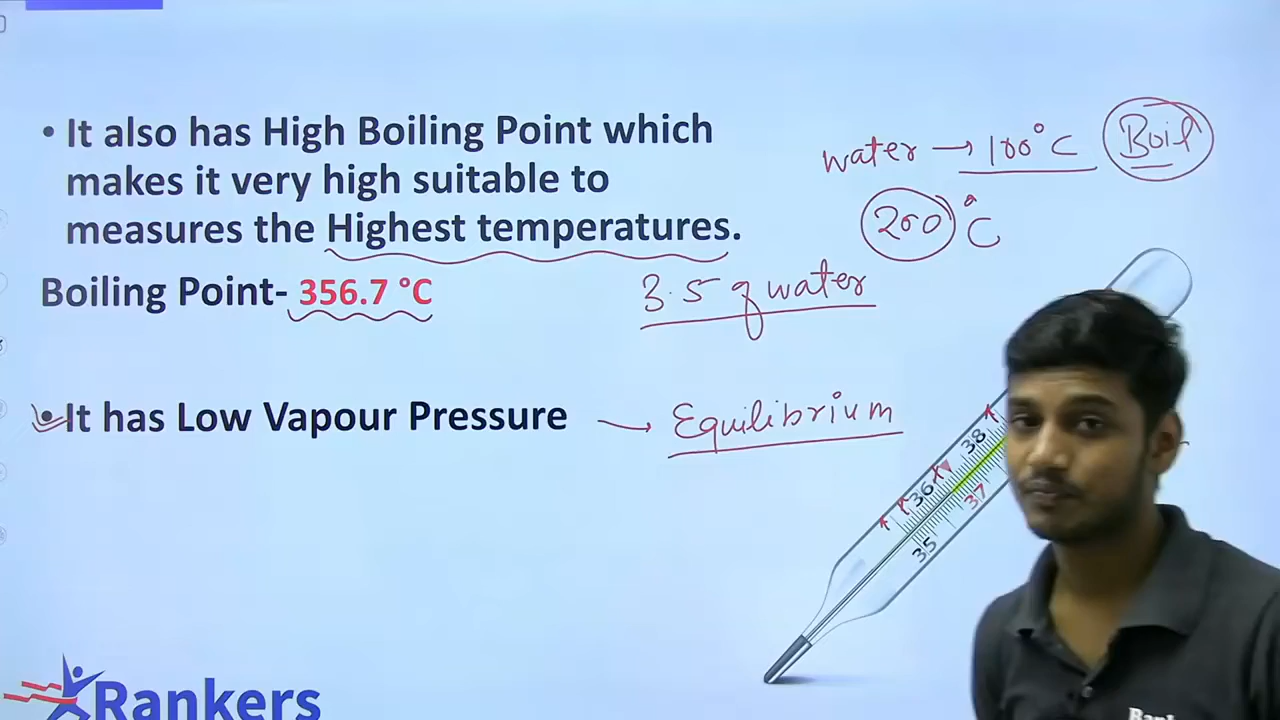 • It also has High Boiling Point which
makes it very high suitable to
measures the Highest temperatures.
Boiling Point- 356.7 °C
• It has Low Vapour Pressure → Equilibrium
water → 100°C Boil
200°C
3.5 g water
35 36 37 38
Rankers